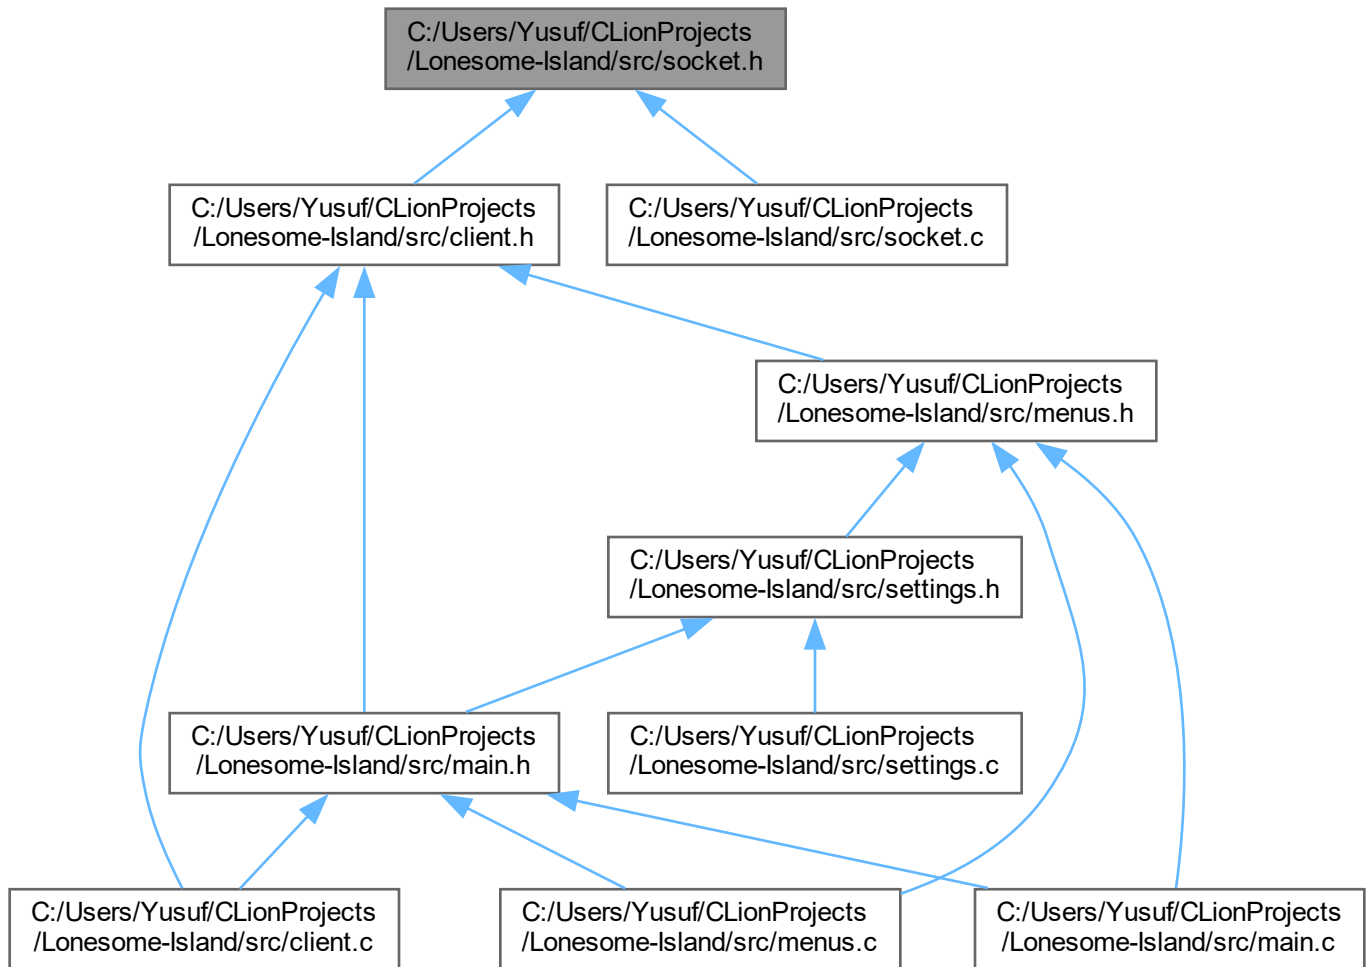 C:/Users/Yusuf/CLionProjects
/Lonesome-Island/src/socket.h
C:/Users/Yusuf/CLionProjects
/Lonesome-Island/src/client.h
C:/Users/Yusuf/CLionProjects
/Lonesome-Island/src/socket.c
C:/Users/Yusuf/CLionProjects
/Lonesome-Island/src/menus.h
C:/Users/Yusuf/CLionProjects
/Lonesome-Island/src/settings.h
C:/Users/Yusuf/CLionProjects
/Lonesome-Island/src/main.h
C:/Users/Yusuf/CLionProjects
/Lonesome-Island/src/settings.c
C:/Users/Yusuf/CLionProjects
/Lonesome-Island/src/client.c
C:/Users/Yusuf/CLionProjects
/Lonesome-Island/src/menus.c
C:/Users/Yusuf/CLionProjects
/Lonesome-Island/src/main.c